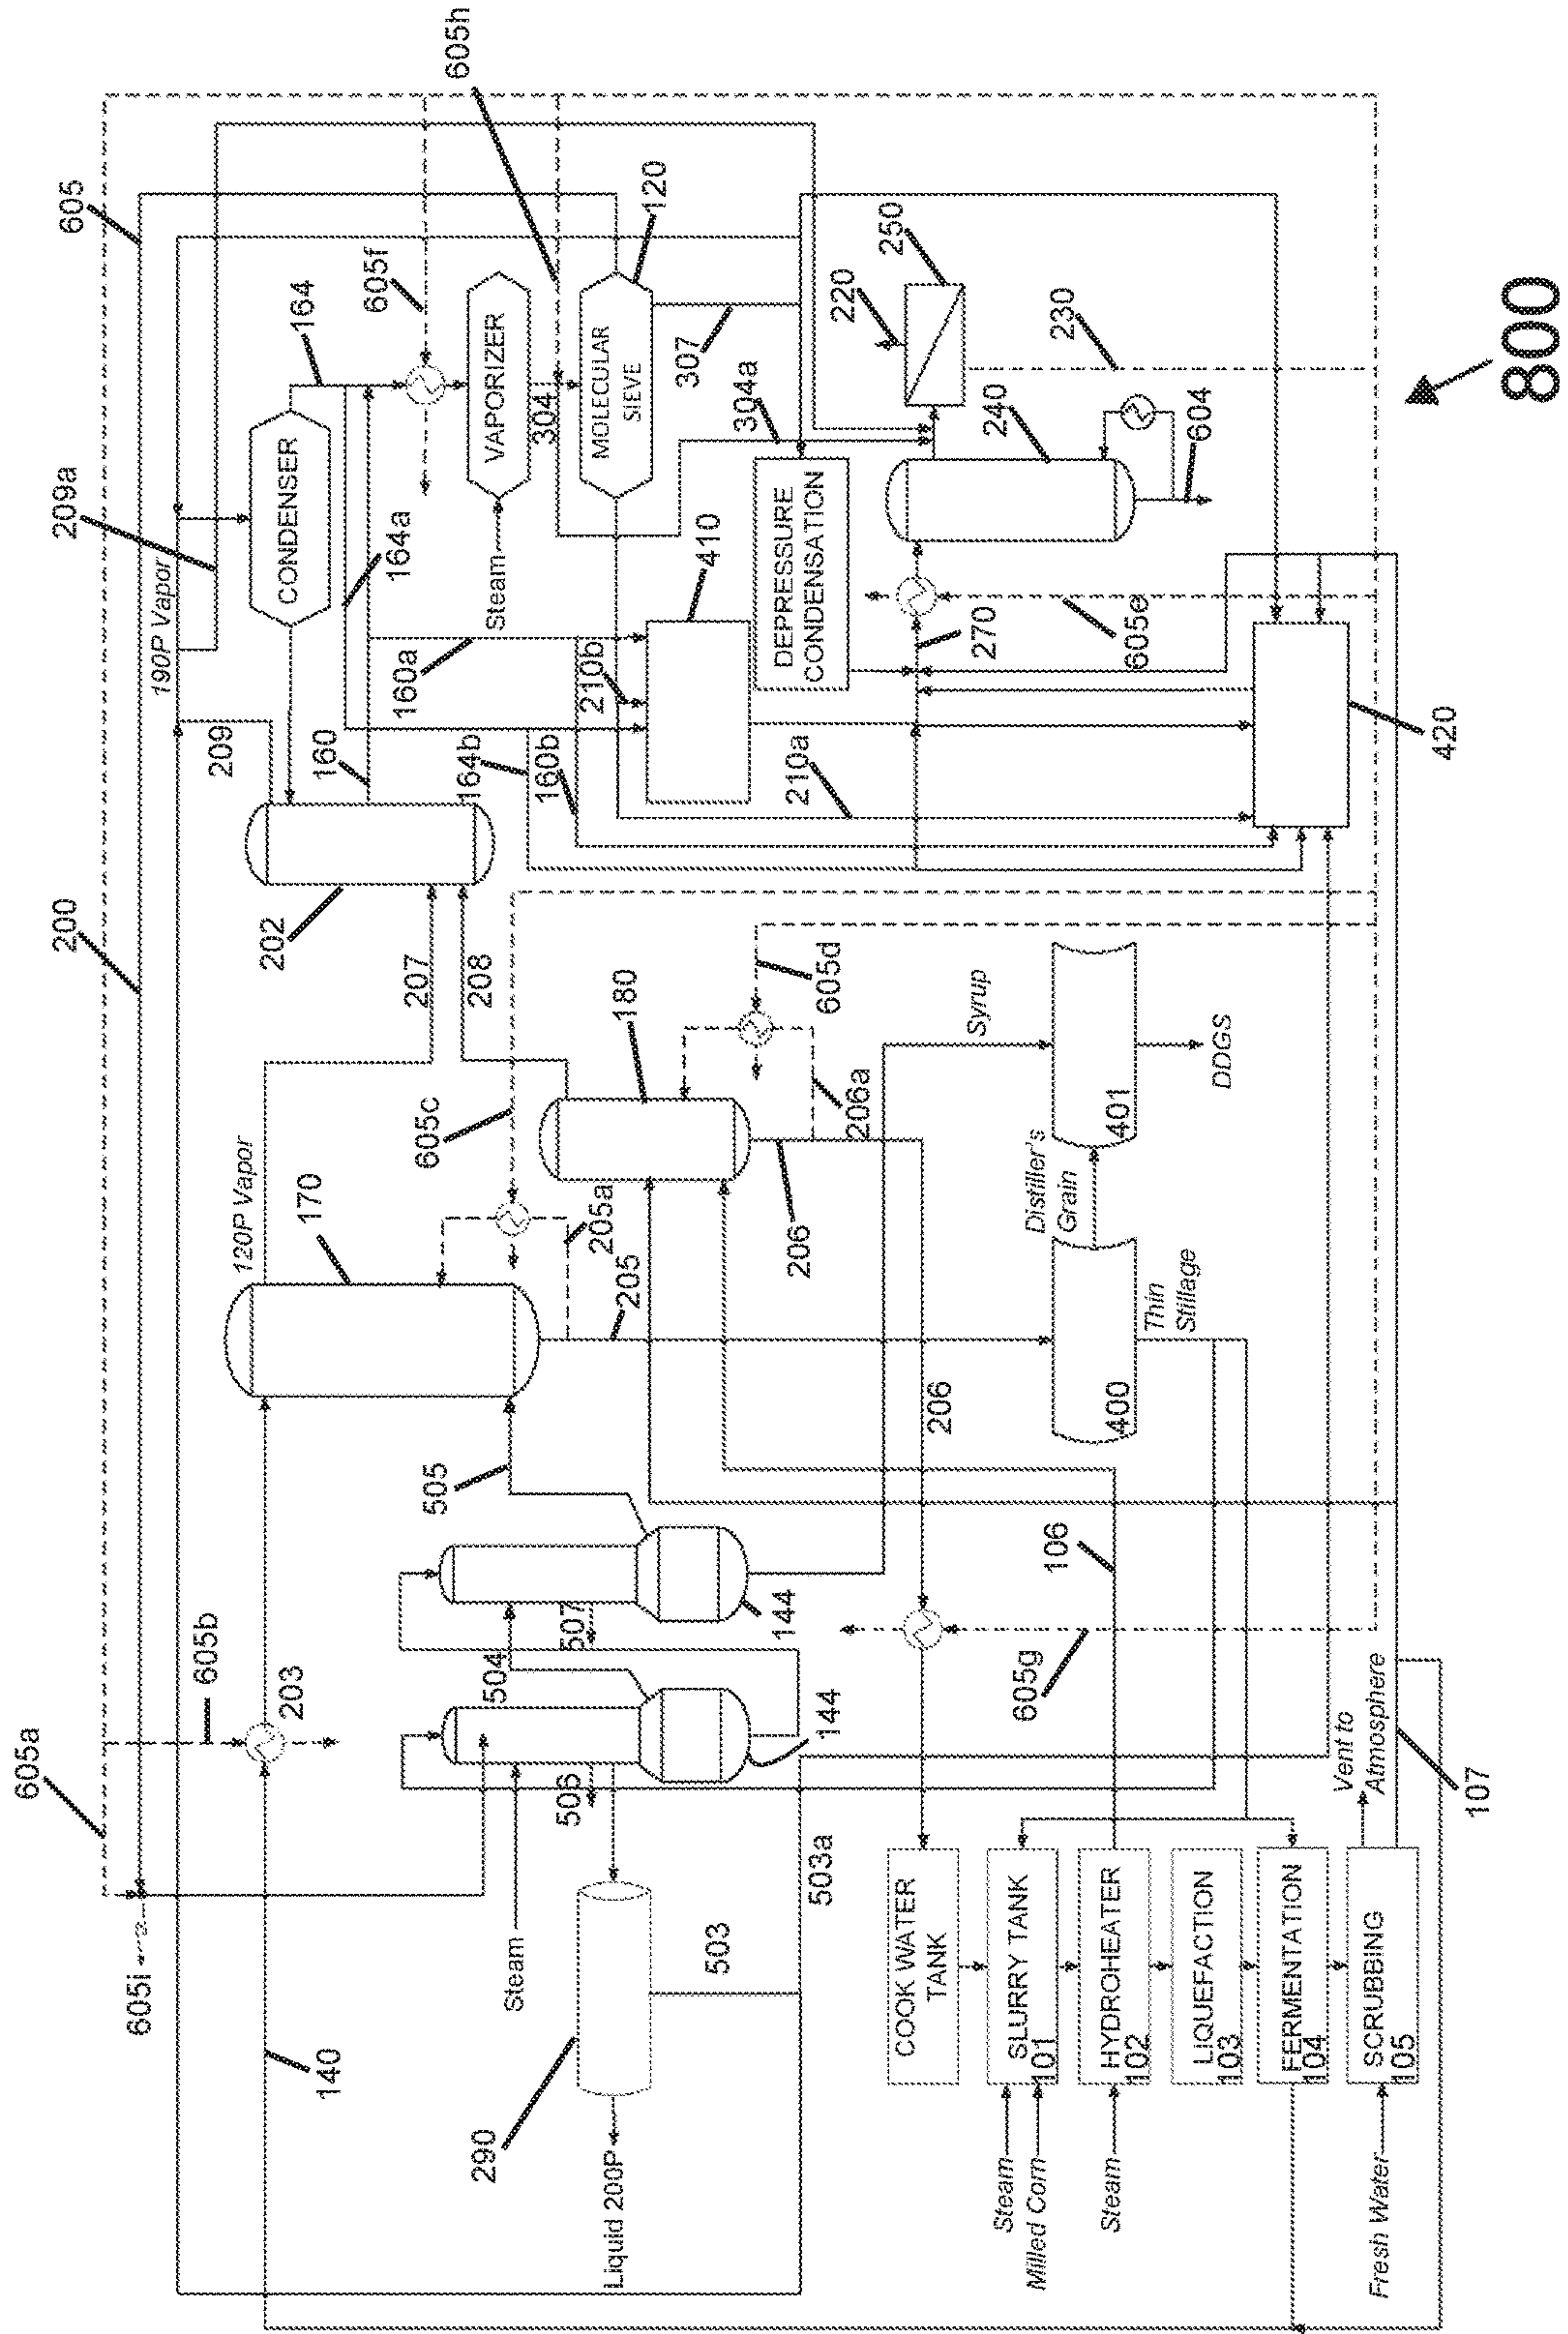 605a
605
200
209a
605i
190P Vapor
605b
209
120P Vapor
202
CONDENSER
203
164
140
170
160
605f
164a
207
160a
605c
505
605h
208
164b
Steam
504
VAPORIZER
Steam
304
160b
507
506
210b
MOLECULAR
SIEVE
205a
205
120
180
290
Liquid 200P
307
410
503
304a
144
144
206
210a
DEPRESSURE
CONDENSATION
503a
605d
220
206a
250
COOK WATER
TANK
206
270
Syrup
240
Steam
SLURRY TANK
101
605g
Distiller's
Grain
106
230
Milled Corn
HYDROHEATER
102
Steam
400
401
605e
Thin
Stillage
604
LIQUEFACTION
103
DDGS
FERMENTATION
104
Vent to
Atmosphere
SCRUBBING
105
Fresh Water
420
107
800